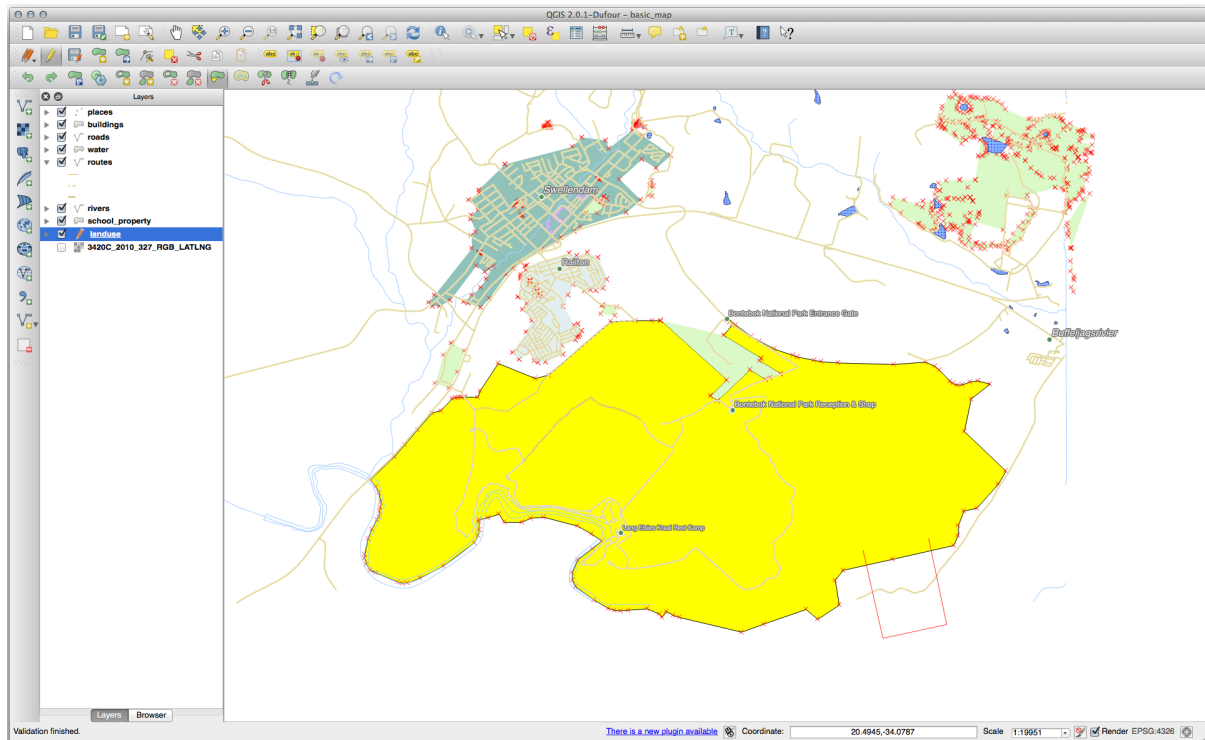 QGIS 2.0.1-Dufour - basic_map
Layers
places
buildings
roads
water
routes
rivers
school_property
landuse
3420C_2010_327_RGB_LATLNG
Swellendam
Railton
Bontebok National Park Entrance Gate
Buffeljagsrivier
Bontebok National Park Reception & Shop
Lang Elsies Kraal Rest Camp
Layers Browser
Validation finished.
There is a new plugin available
Coordinate:
20.4945,-34.0787
Scale
1:19951
Render
EPSG:4326